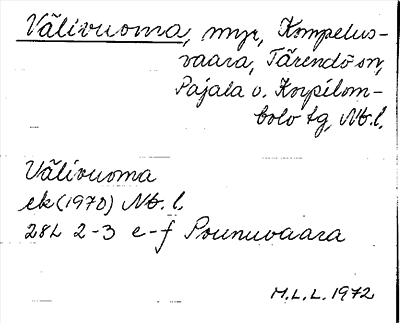 Välivuoma, myr, Kompelus-
vaara, Tärendö sn,
Pajala o. Korpilom-
bolo tg, Nb.l.
Välivuoma
ek (1970) Nb.l.
28L 2-3 e-f Pounuvaara
M.L.L. 1972